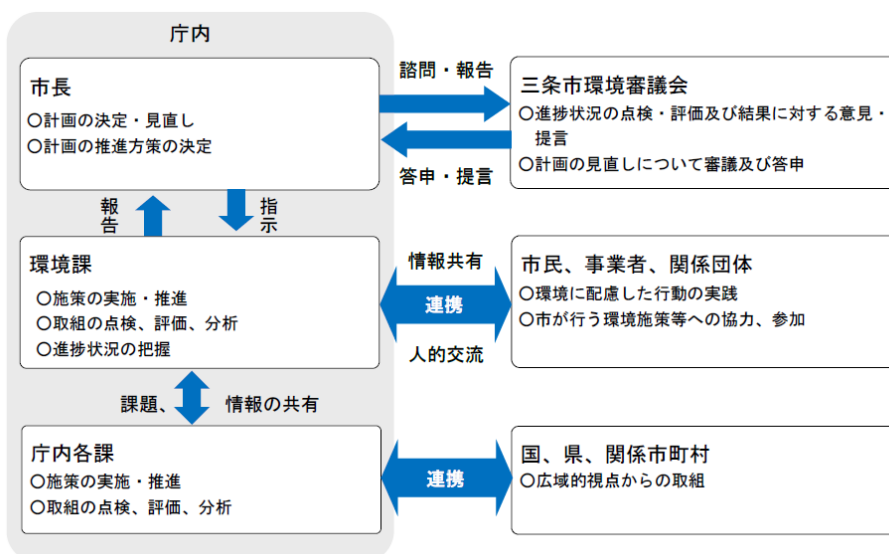 庁内
市長
○計画の決定・見直し
○計画の推進方策の決定
諮問・報告
答申・提言
三条市環境審議会
○進捗状況の点検・評価及び結果に対する意見・
提言
○計画の見直しについて審議及び答申
報告
指示
環境課
○施策の実施・推進
○取組の点検、評価、分析
○進捗状況の把握
情報共有
連携
人的交流
市民、事業者、関係団体
○環境に配慮した行動の実践
○市が行う環境施策等への協力、参加
課題、 情報の共有
庁内各課
○施策の実施・推進
○取組の点検、評価、分析
連携
国、県、関係市町村
○広域的視点からの取組